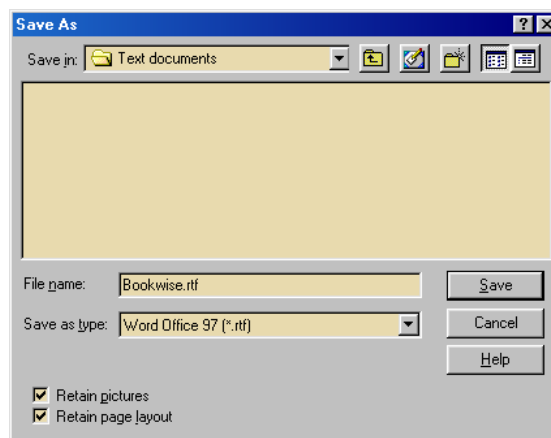 Save As
Save in: Text documents
File name: Bookwise.rtf Save
Save as type: Word Office 97 (*.rtf) Cancel
Help
Retain pictures
Retain page layout